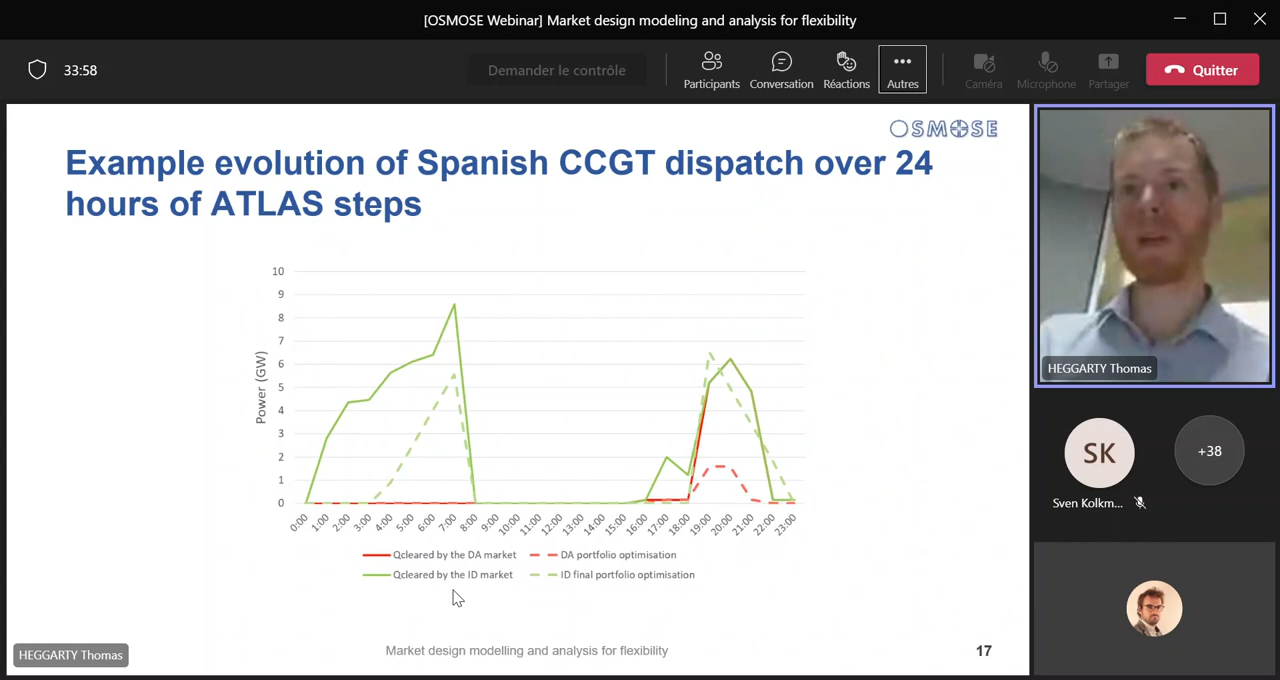 [OSMOSE Webinar] Market design modeling and analysis for flexibility
33:58
Demander le contrôle
Participants
Conversation
Réactions
Autres
Caméra
Microphone
Partager
Quitter
OSMOSE
Example evolution of Spanish CCGT dispatch over 24
hours of ATLAS steps
Power (GW)
10
9
8
7
6
5
4
3
2
1
0
0:00
1:00
2:00
3:00
4:00
5:00
6:00
7:00
8:00
9:00
10:00
11:00
12:00
13:00
14:00
15:00
16:00
17:00
18:00
19:00
20:00
21:00
22:00
23:00
Qcleared by the DA market
DA portfolio optimisation
Qcleared by the ID market
ID final portfolio optimisation
Market design modelling and analysis for flexibility
17
HEGGARTY Thomas
HEGGARTY Thomas
SK
+38
Sven Kolkm...